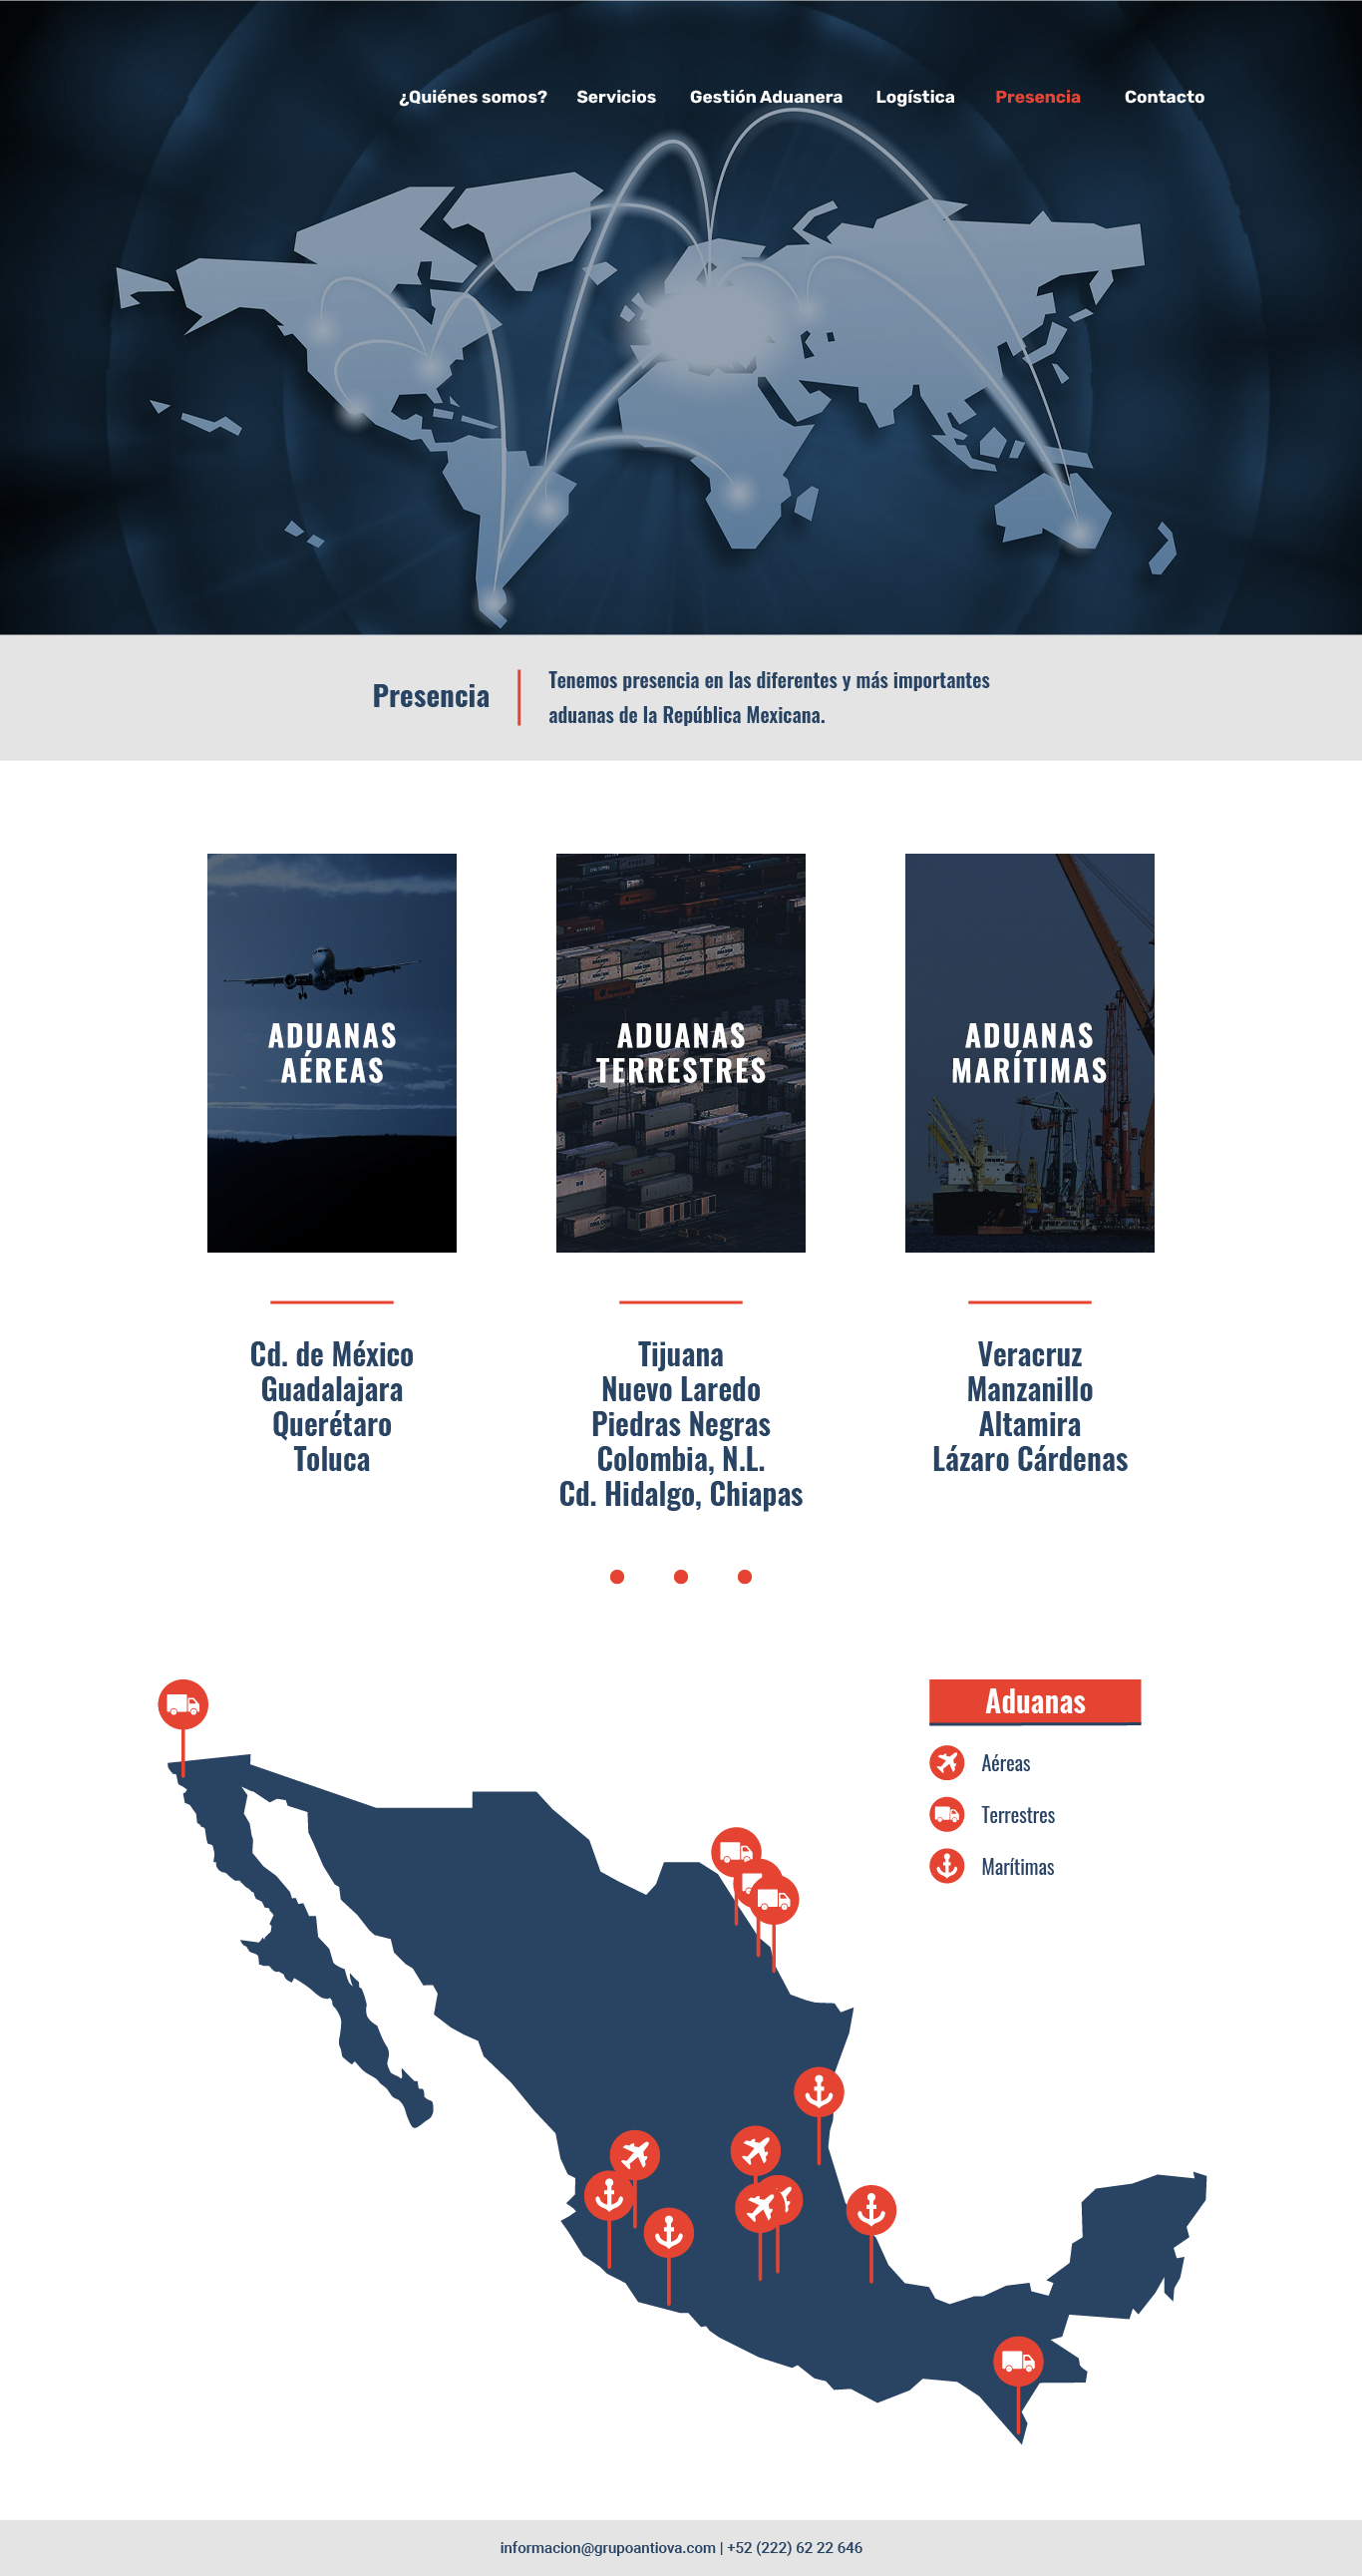 ¿Quiénes somos? Servicios Gestión Aduanera Logística Presencia Contacto
Presencia
Tenemos presencia en las diferentes y más importantes
aduanas de la República Mexicana.
ADUANAS
AÉREAS
Cd. de México
Guadalajara
Querétaro
Toluca
ADUANAS
TERRESTRES
Tijuana
Nuevo Laredo
Piedras Negras
Colombia, N.L.
Cd. Hidalgo, Chiapas
ADUANAS
MARÍTIMAS
Veracruz
Manzanillo
Altamira
Lázaro Cárdenas
Aduanas
Aéreas
Terrestres
Marítimas
informacion@grupoantiova.com | +52 (222) 62 22 646